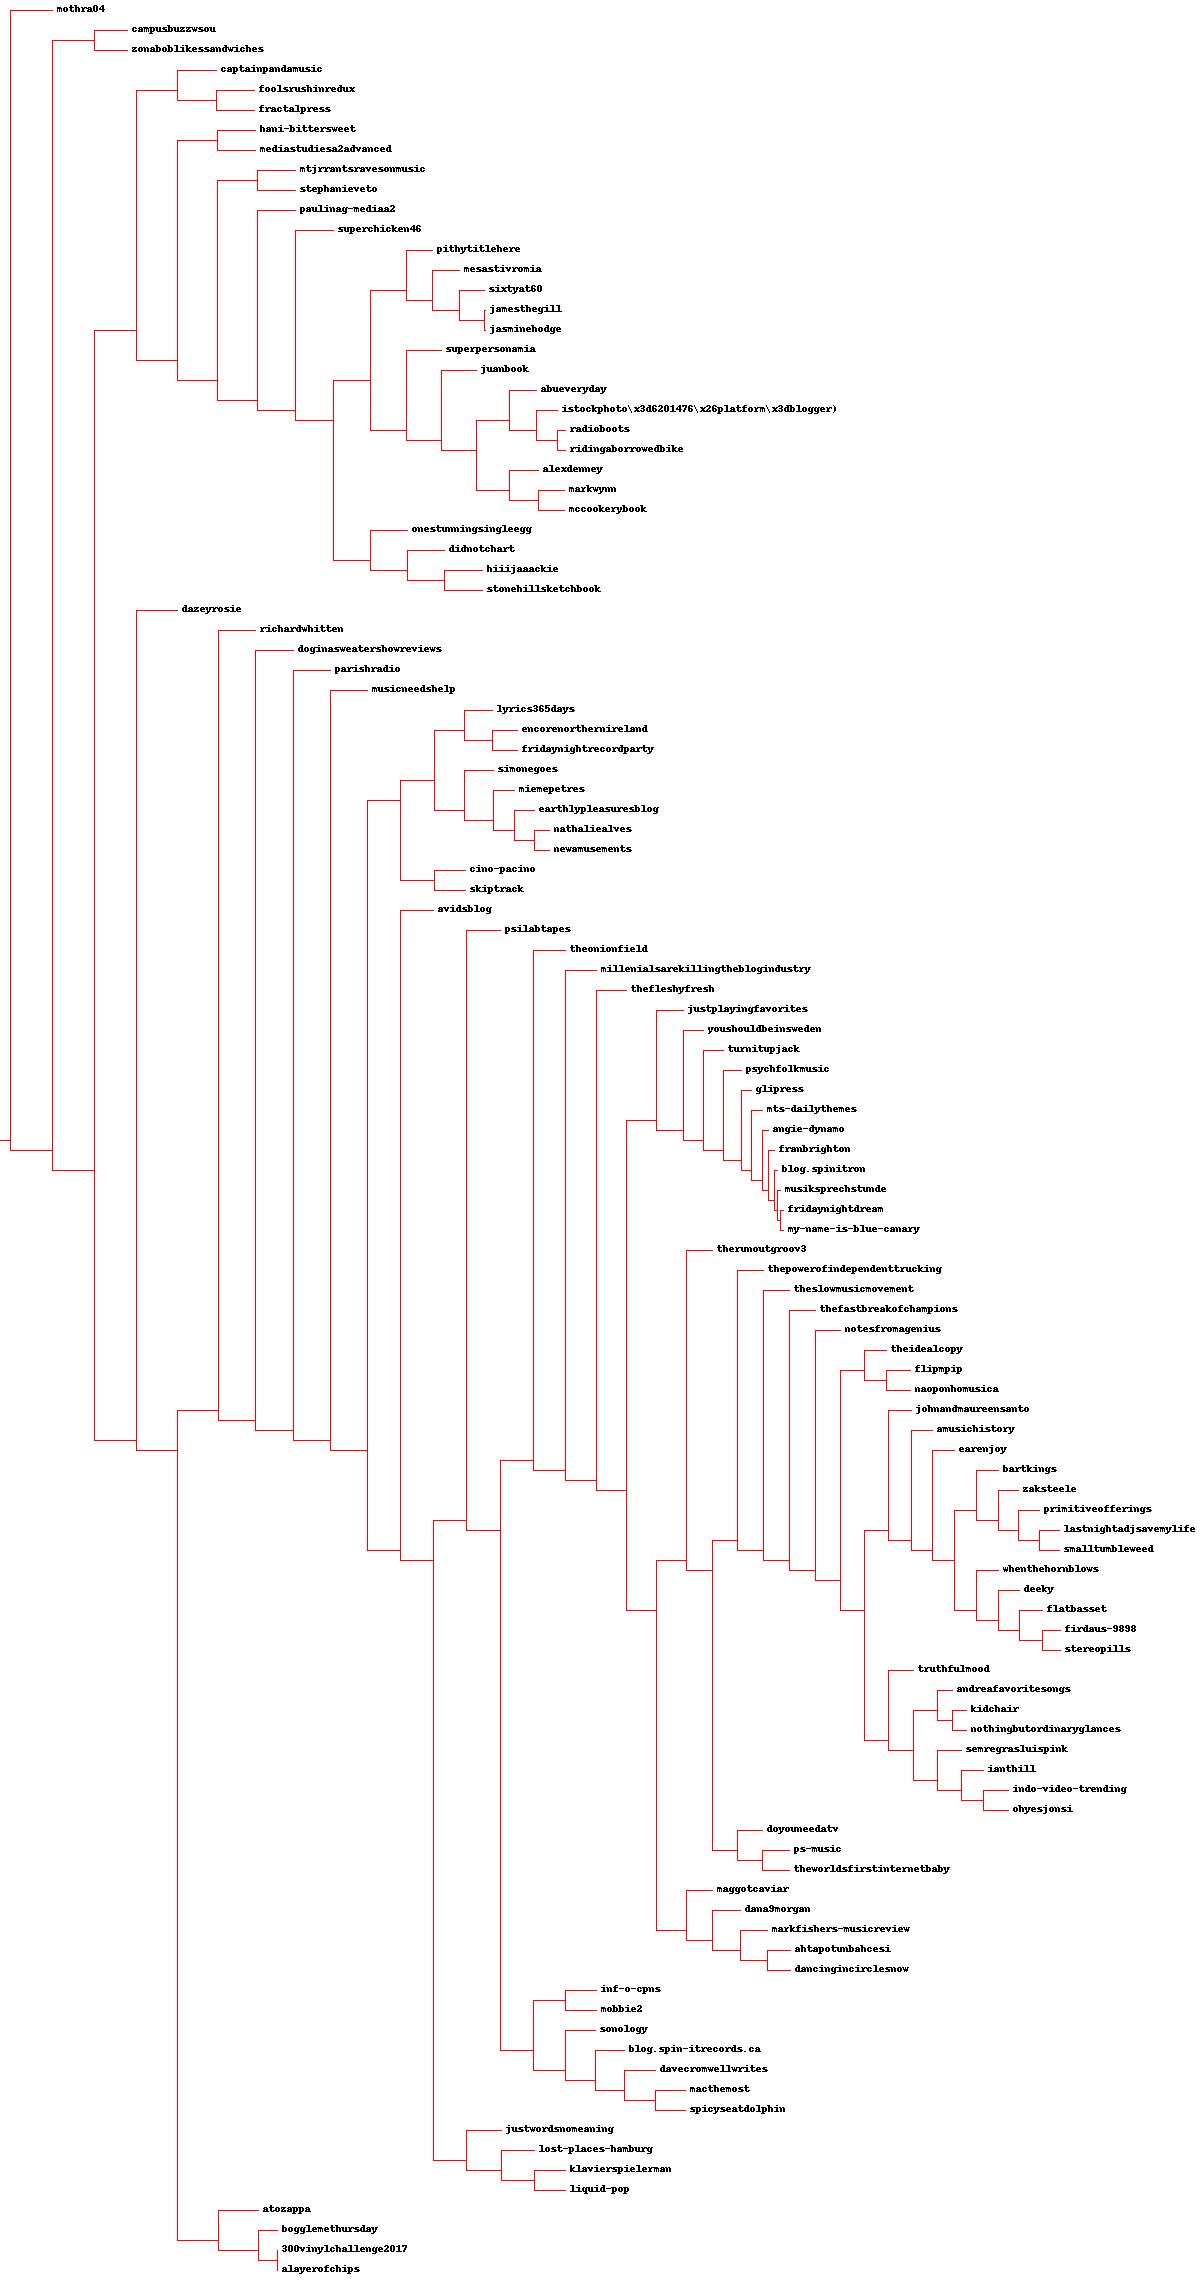 mothra04
campusbuzzwsou
zonaboblikessandwiches
captainpandamusic
foolsrushinredux
fractalpress
hani-bittersweet
mediastudiesa2advanced
mtjrrantsravesonmusic
stephanieveto
paulinag-mediaa2
superchicken46
pithytitlehere
mesastivromia
sixtyat60
jamesthegill
jasminehodge
superpersonamia
juanbook
abueveryday
istockphoto\x3d6201476\x26platform\x3dblogger)
radioboots
ridingaborrowedbike
alexdenney
markwynn
mccookerybook
onestunningsingleegg
didnotchart
hiiijaaackie
stonehillsketchbook
dazeyrosie
richardwhitten
doginasweatershowreviews
parishradio
musicneedshelp
lyrics365days
encorenorthernireland
fridaynightrecordparty
simonegoes
miemepetres
earthlypleasuresblog
nathaliealves
newamusements
cino-pacino
skiptrack
avidsblog
psilabtapes
theonionfield
millenialsarekillingtheblogindustry
thefleshyfresh
justplayingfavorites
youshouldbeinsweden
turnitupjack
psychfolkmusic
glipress
mts-dailythemes
angie-dynamo
franbrighton
blog.spinitron
musiksprechstunde
fridaynightdream
my-name-is-blue-canary
therunoutgroov3
thepowerofindependenttrucking
theslowmusicmovement
thefastbreakofchampions
notesfromagenius
theidealcopy
flipmpip
naoponhomusica
johnandmaureensanto
amusichistory
earenjoy
bartkings
zaksteele
primitiveofferings
lastnightadjsavemylife
smalltumbleweed
whenthehornblows
deeky
flatbasset
firdaus-9898
stereopills
truthfulmood
andreafavoritesongs
kidchair
nothingbutordinaryglances
semregrasluispink
ianthill
indo-video-trending
ohyesjonsi
doyouneedatv
ps-music
theworldsfirstinternetbaby
maggotcaviar
dana9morgan
markfishers-musicreview
ahtapotunbahcesi
dancingincirclesnow
inf-o-cpns
mobbie2
sonology
blog.spin-itrecords.ca
davecromwellwrites
macthemost
spicyseatdolphin
justwordsnomeaning
lost-places-hamburg
klavierspielerman
liquid-pop
atozappa
bogglemethursday
300vinylchallenge2017
alayerofchips